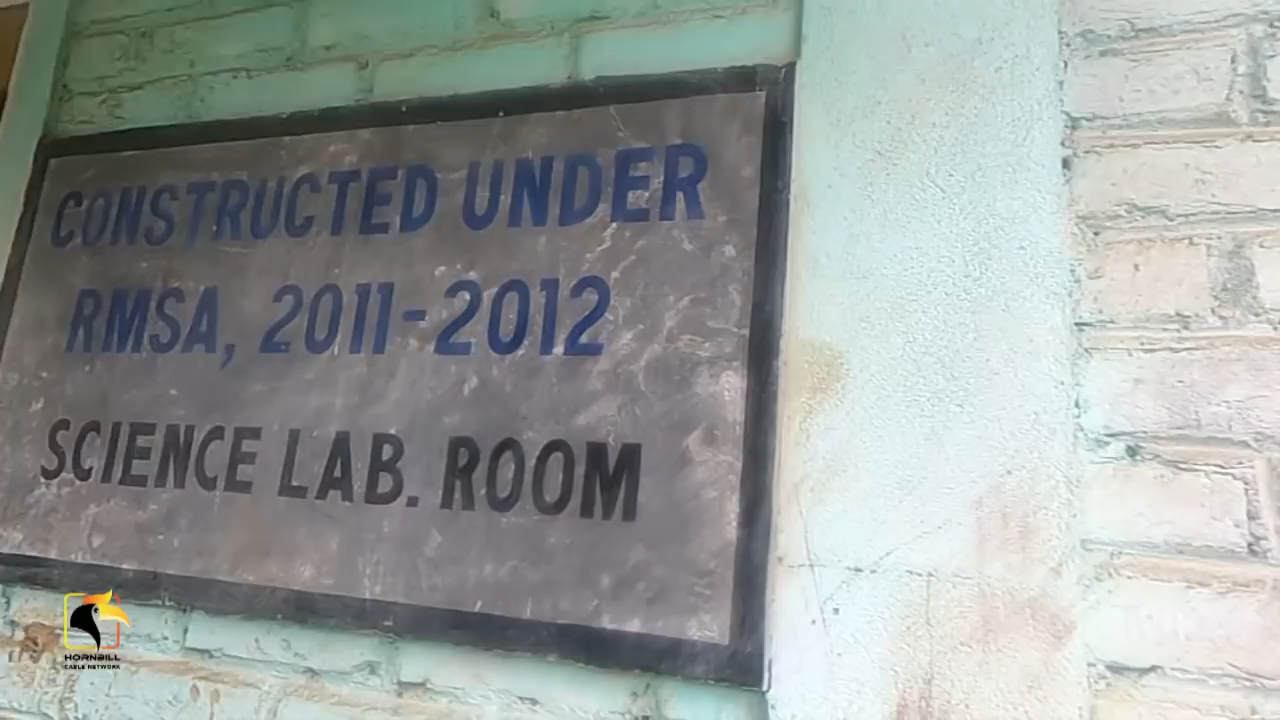 CONSTRUCTED UNDER
RMSA, 2011-2012
SCIENCE LAB. ROOM
HORNBILL
CABLE NETWORK